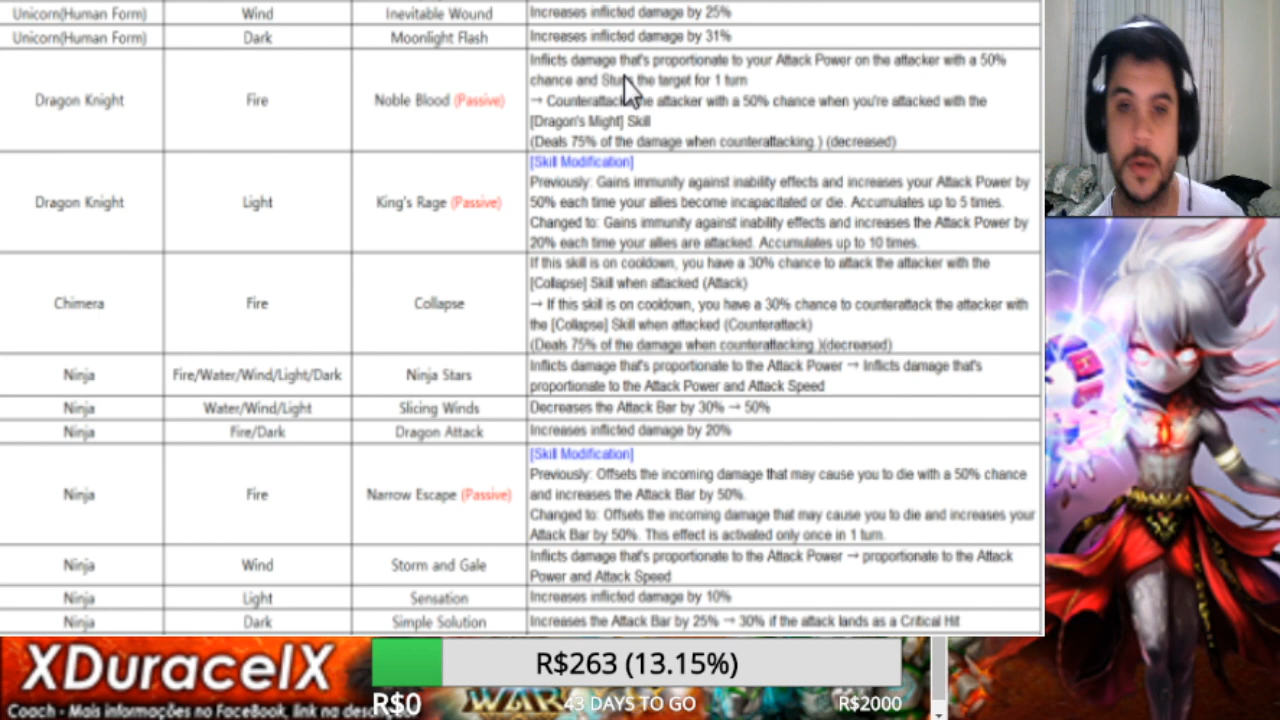 Unicorn(Human Form) Wind Inevitable Wound Increases inflicted damage by 25%
Unicorn(Human Form) Dark Moonlight Flash Increases inflicted damage by 31%
Dragon Knight Fire Noble Blood (Passive) Inflicts damage that's proportionate to your Attack Power on the attacker with a 50%
chance and Stun the target for 1 turn
→ Counterattack the attacker with a 50% chance when you're attacked with the
[Dragon's Might] Skill
(Deals 75% of the damage when counterattacking.) (decreased)
Dragon Knight Light King's Rage (Passive) [Skill Modification]
Previously: Gains immunity against inability effects and increases your Attack Power by
50% each time your allies become incapacitated or die. Accumulates up to 5 times.
Changed to: Gains immunity against inability effects and increases the Attack Power by
20% each time your allies are attacked. Accumulates up to 10 times.
Chimera Fire Collapse If this skill is on cooldown, you have a 30% chance to attack the attacker with the
[Collapse] Skill when attacked (Attack)
→ If this skill is on cooldown, you have a 30% chance to counterattack the attacker with
the [Collapse] Skill when attacked (Counterattack)
(Deals 75% of the damage when counterattacking.)(decreased)
Ninja Fire/Water/Wind/Light/Dark Ninja Stars Inflicts damage that's proportionate to the Attack Power → Inflicts damage that's
proportionate to the Attack Power and Attack Speed
Ninja Water/Wind/Light Slicing Winds Decreases the Attack Bar by 30% → 50%
Ninja Fire/Dark Dragon Attack Increases inflicted damage by 20%
Ninja Fire Narrow Escape (Passive) [Skill Modification]
Previously: Offsets the incoming damage that may cause you to die with a 50% chance
and increases the Attack Bar by 50%.
Changed to: Offsets the incoming damage that may cause you to die and increases your
Attack Bar by 50%. This effect is activated only once in 1 turn.
Ninja Wind Storm and Gale Inflicts damage that's proportionate to the Attack Power → proportionate to the Attack
Power and Attack Speed
Ninja Light Sensation Increases inflicted damage by 10%
Ninja Dark Simple Solution Increases the Attack Bar by 25% → 30% if the attack lands as a Critical Hit
XDuracelX
R$263 (13.15%)
R$0 43 DAYS TO GO R$2000
Coach - Mais informações no FaceBook, link na